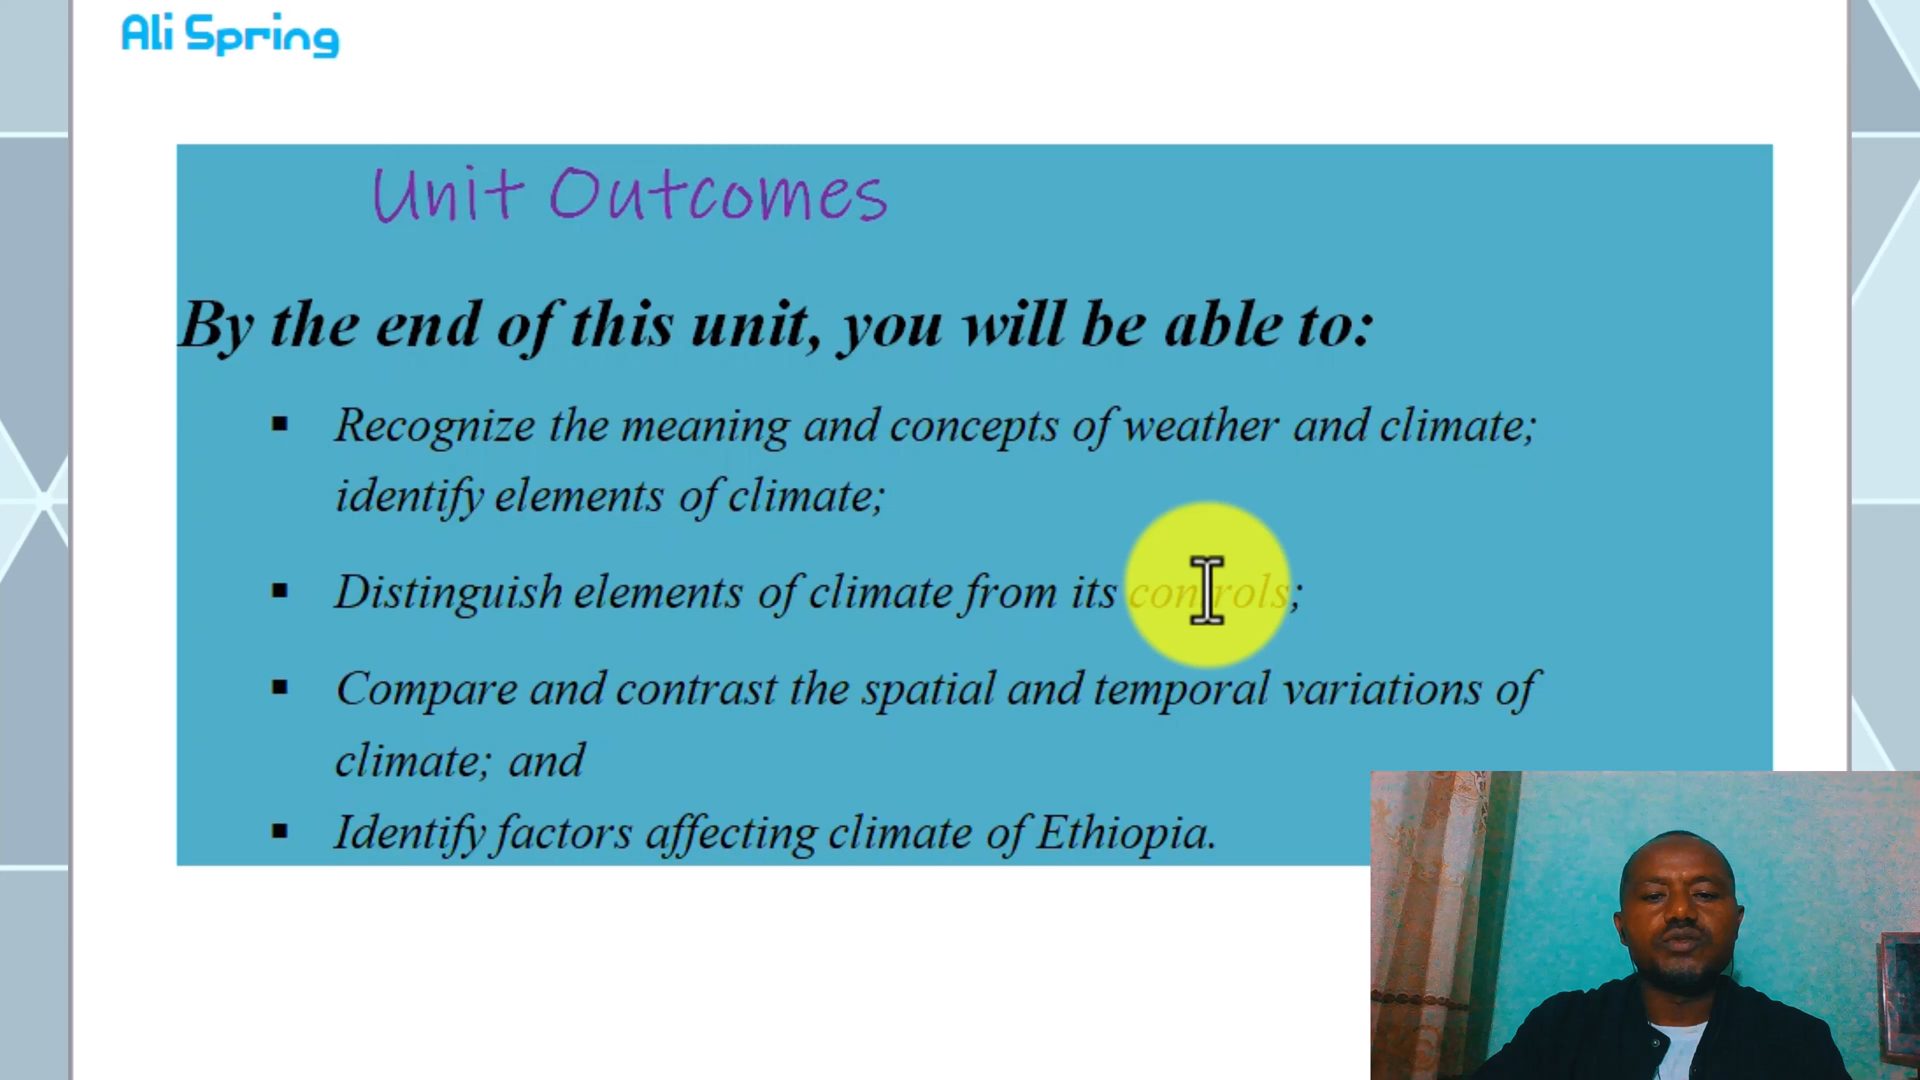 Ali Spring
Unit Outcomes
By the end of this unit, you will be able to:
▪ Recognize the meaning and concepts of weather and climate;
identify elements of climate;
▪ Distinguish elements of climate from its controls;
▪ Compare and contrast the spatial and temporal variations of
climate; and
▪ Identify factors affecting climate of Ethiopia.